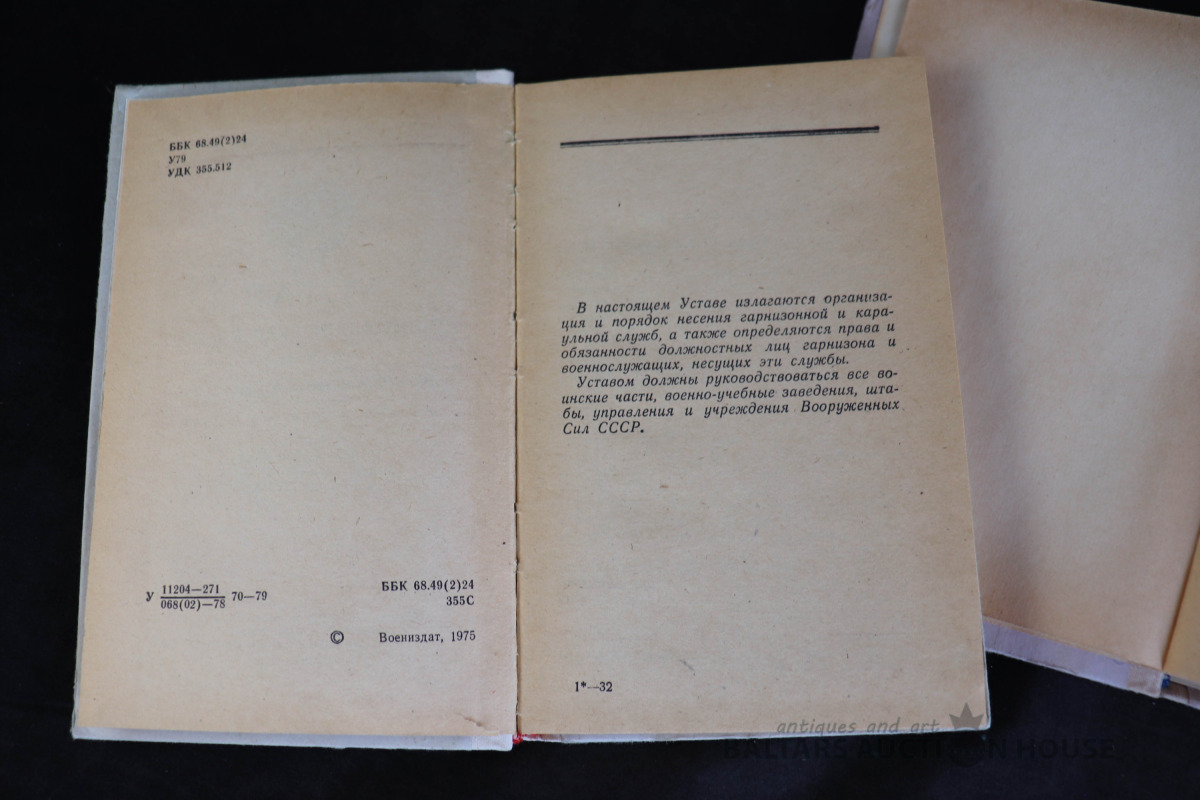 ББК 68.49(2)24
У79
УДК 355.512
У 11204—271
068(02)—78 70—79
ББК 68.49(2)24
355С
© Воениздат, 1975
В настоящем Уставе излагаются организа-
ция и порядок несения гарнизонной и кара-
ульной служб, а также определяются права и
обязанности должностных лиц гарнизона и
военнослужащих, несущих эти службы.
Уставом должны руководствоваться все во-
инские части, военно-учебные заведения, шта-
бы, управления и учреждения Вооруженных
Сил СССР.
1*—32
antiques and art
BALTARS AUCTION HOUSE